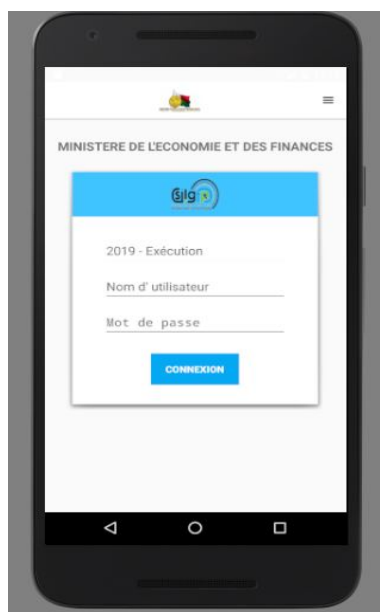 MINISTERE DE L'ECONOMIE ET DES FINANCES
2019 - Exécution
Nom d' utilisateur
Mot de passe
CONNEXION